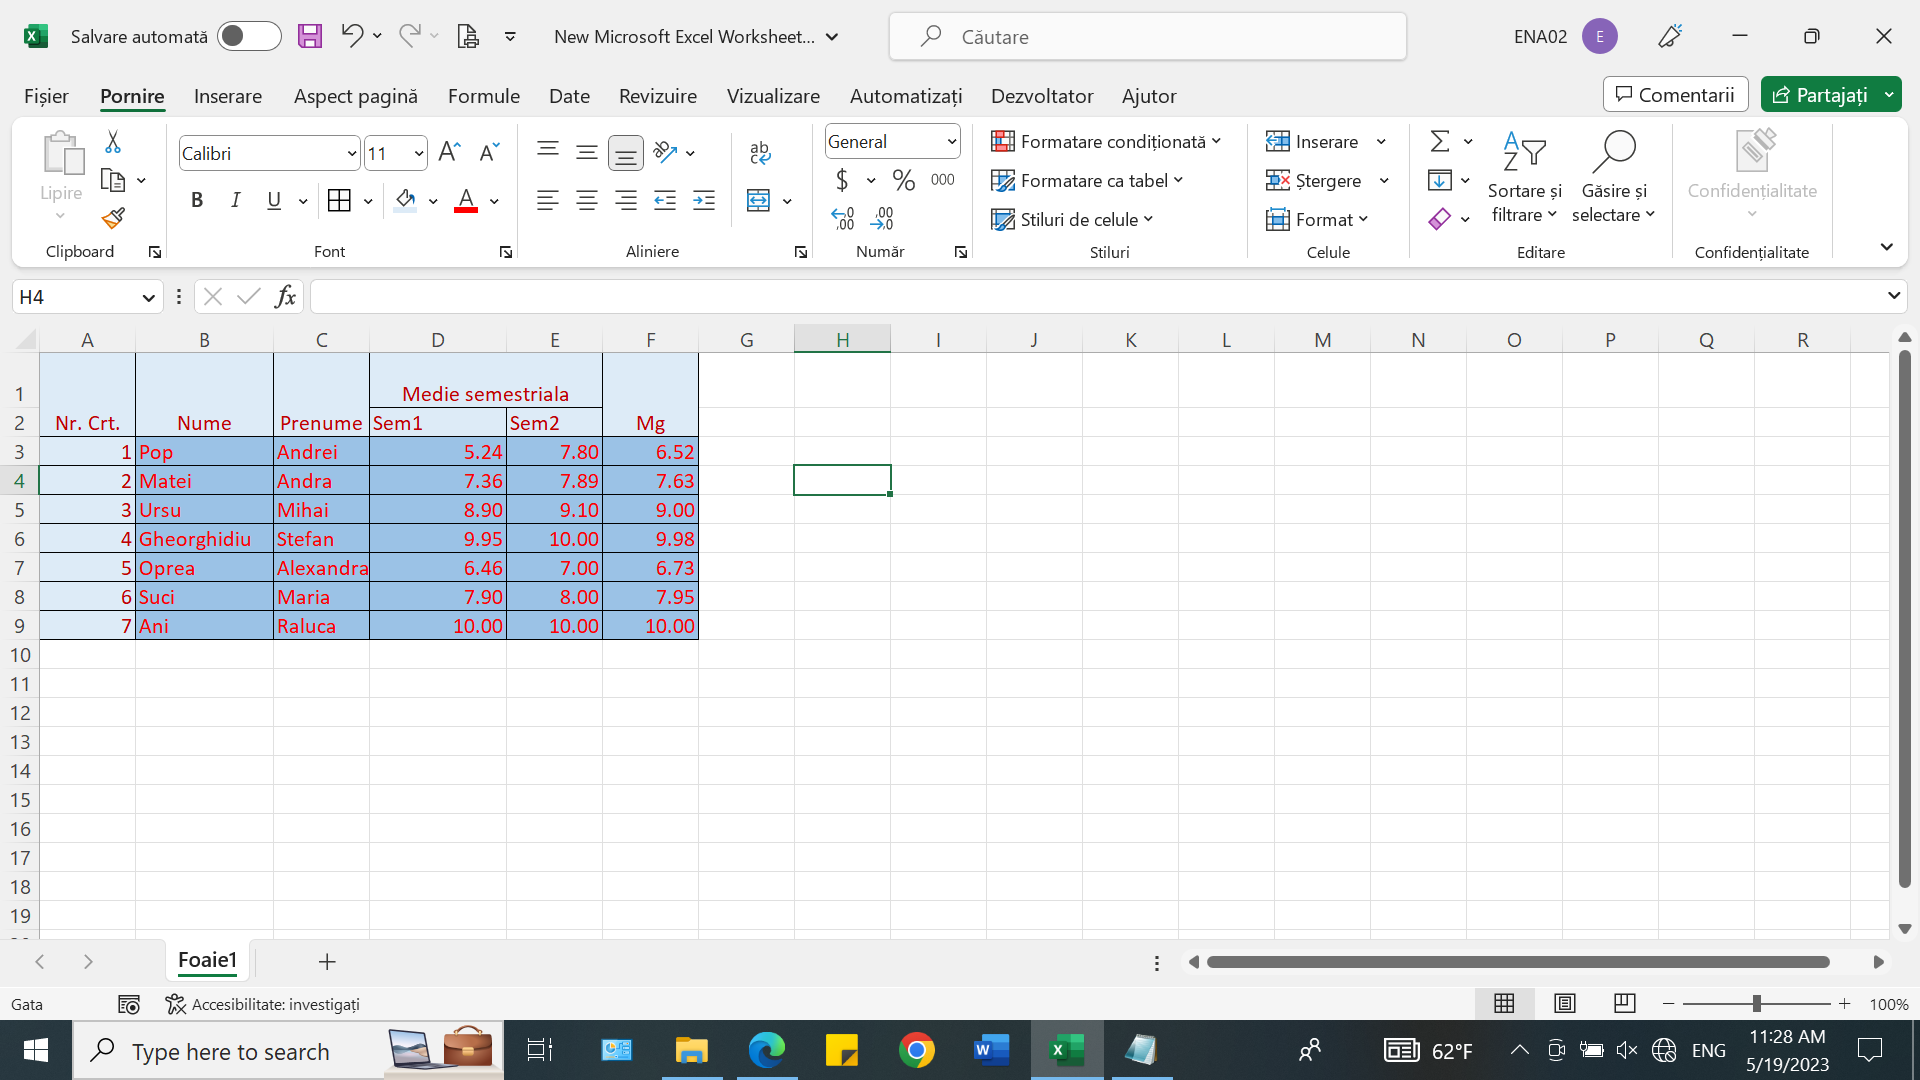 Salvare automată
New Microsoft Excel Worksheet...
Căutare
ENA02
E
Fișier Pornire Inserare Aspect pagină Formule Date Revizuire Vizualizare Automatizați Dezvoltator Ajutor
Comentarii
Partajați
Lipire
Clipboard
Calibri
11
B I U
Font
Aliniere
General
$ % 000
Număr
Formatare condiționată
Formatare ca tabel
Stiluri de celule
Stiluri
Inserare
Ștergere
Format
Celule
Sortare și
filtrare
Găsire și
selectare
Editare
Confidențialitate
Confidențialitate
H4
fx
A B C D E F G H I J K L M N O P Q R
1 Medie semestriala
2 Nr. Crt. Nume Prenume Sem1 Sem2 Mg
3 1 Pop Andrei 5.24 7.80 6.52
4 2 Matei Andra 7.36 7.89 7.63
5 3 Ursu Mihai 8.90 9.10 9.00
6 4 Gheorghidiu Stefan 9.95 10.00 9.98
7 5 Oprea Alexandra 6.46 7.00 6.73
8 6 Suci Maria 7.90 8.00 7.95
9 7 Ani Raluca 10.00 10.00 10.00
10
11
12
13
14
15
16
17
18
19
Foaie1
Gata
Accesibilitate: investigați
100%
Type here to search
62°F
ENG
11:28 AM
5/19/2023